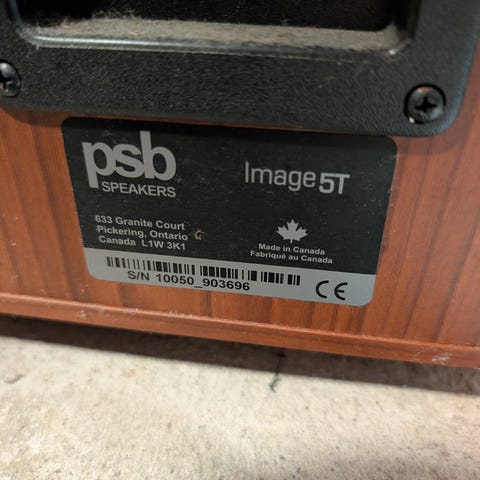 psb
SPEAKERS
Image 5T
633 Granite Court
Pickering, Ontario
Canada L1W 3K1
Made in Canada
Fabriqué au Canada
S/N 10050_903696
CE